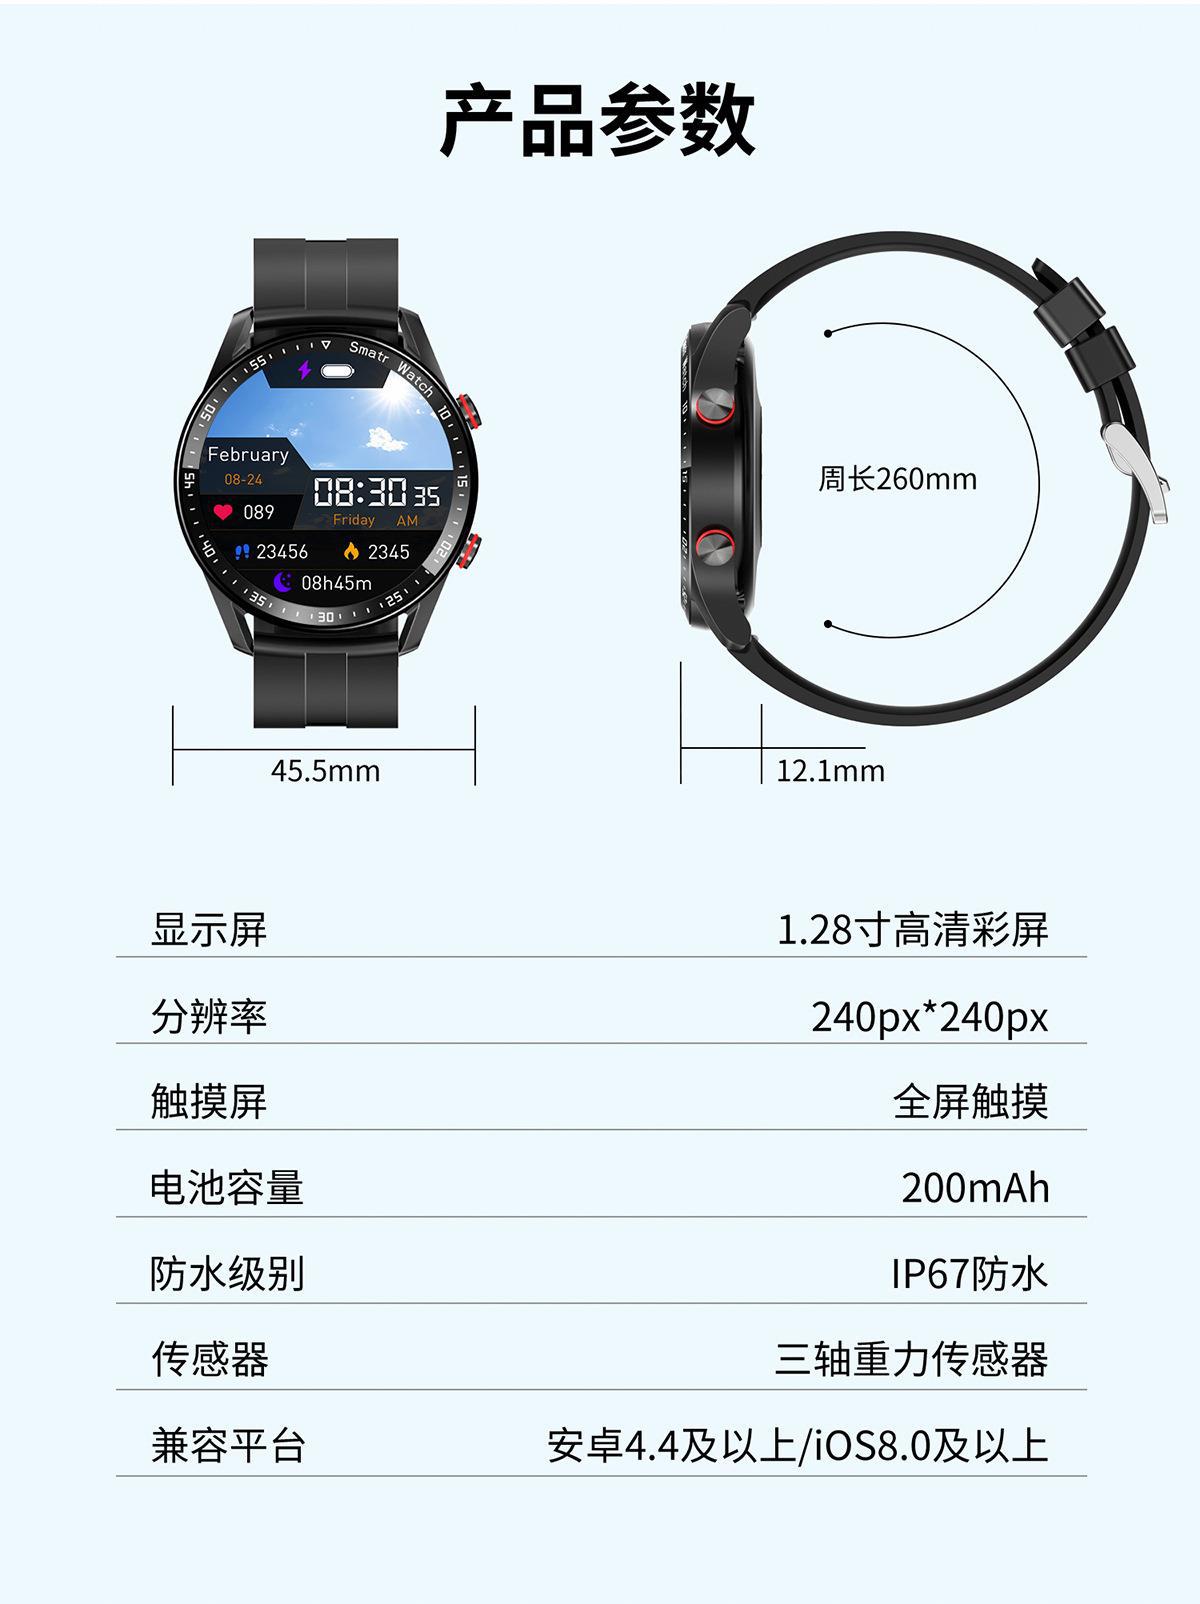 产品参数
Smatr Watch
55
50
45
40
35
30
25
20
15
10
February
08-24
08:30 35
Friday AM
089
23456
2345
08h45m
周长260mm
45.5mm
12.1mm
显示屏 1.28寸高清彩屏
分辨率 240px*240px
触摸屏 全屏触摸
电池容量 200mAh
防水级别 IP67防水
传感器 三轴重力传感器
兼容平台 安卓4.4及以上/iOS8.0及以上